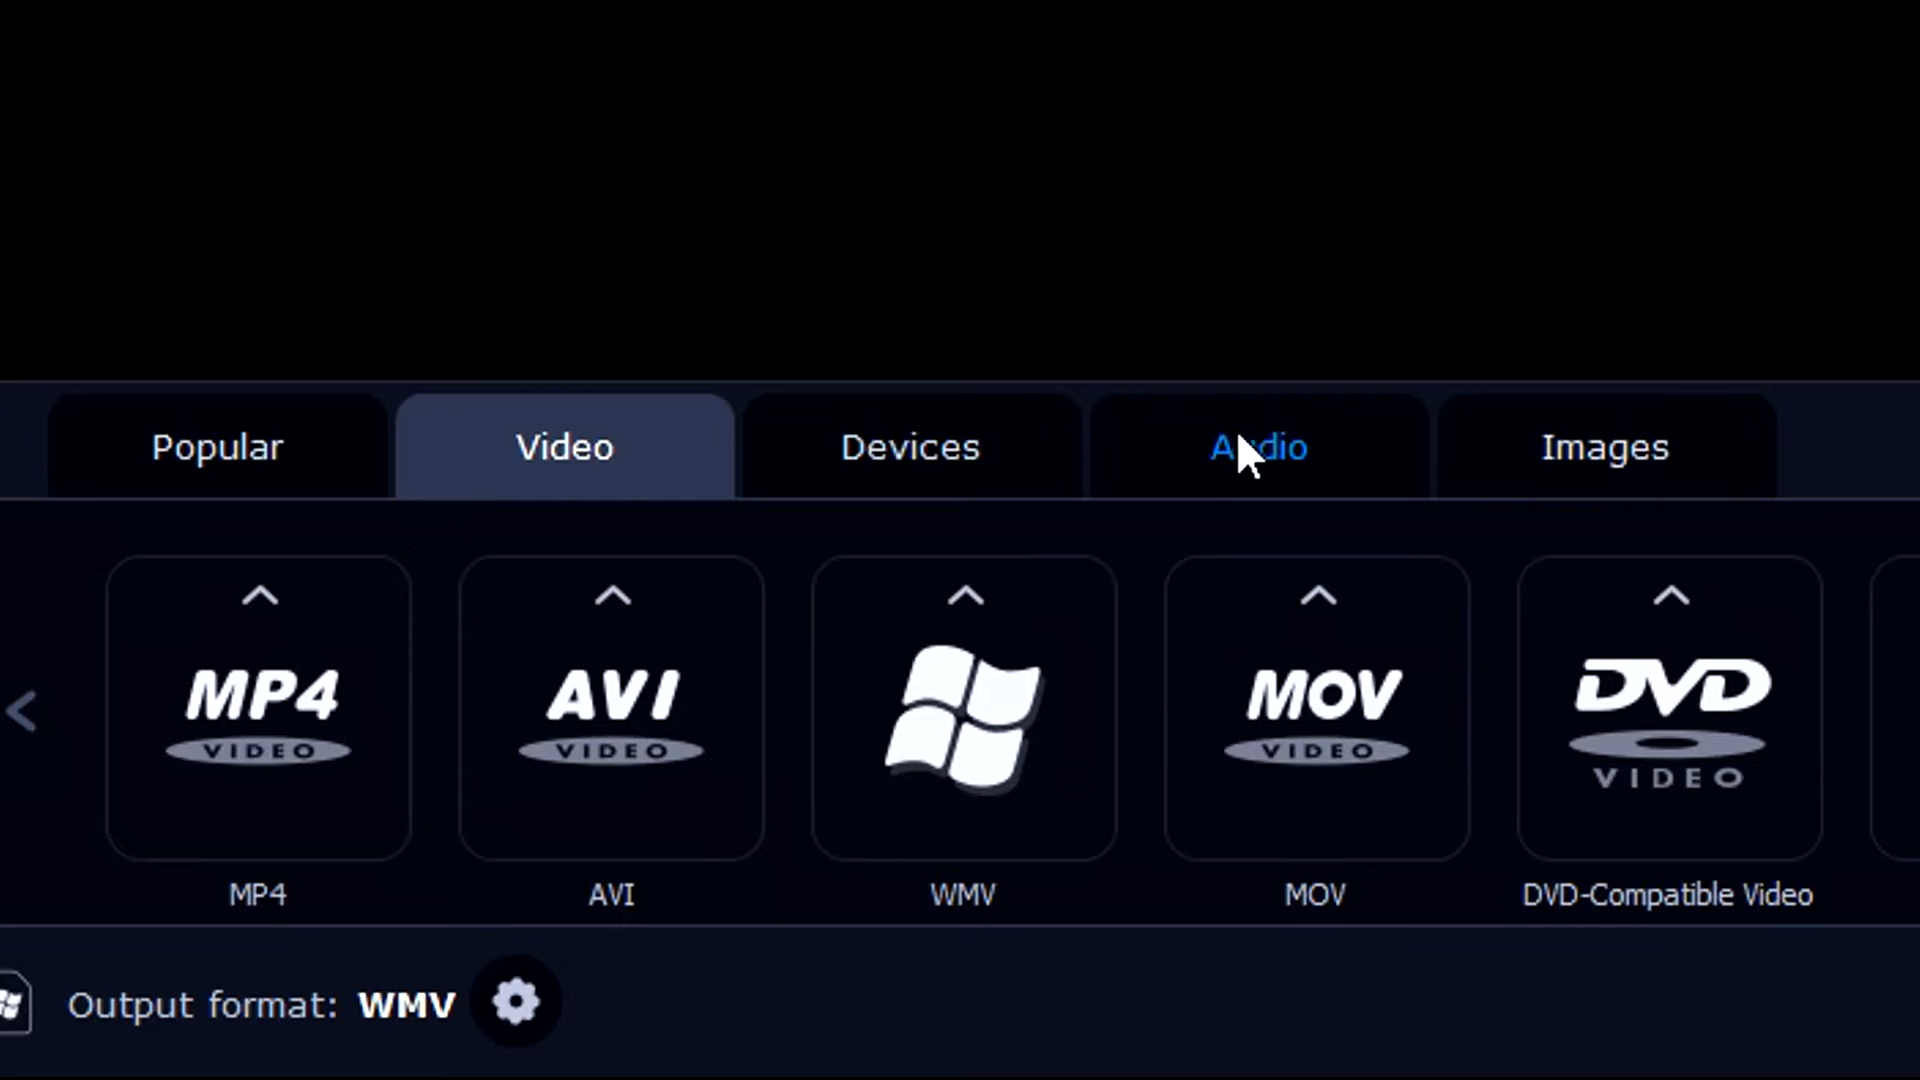 Popular Video Devices Audio Images
MP4 AVI MOV DVD
VIDEO VIDEO VIDEO VIDEO
MP4 AVI WMV MOV DVD-Compatible Video
Output format: WMV